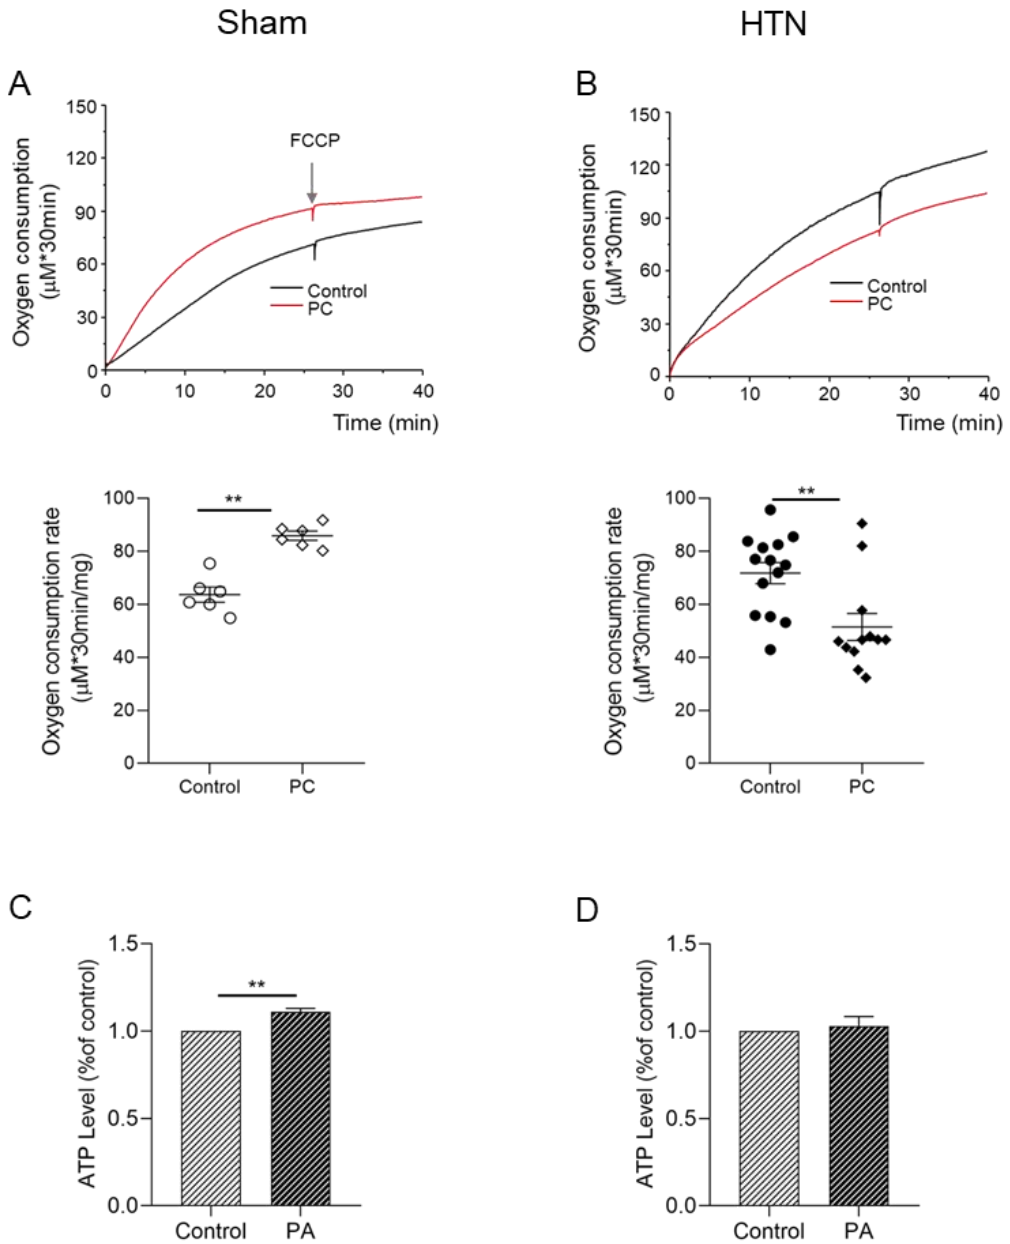 Sham
HTN
A
150
120
90
60
30
0
0
10
20
30
40
Oxygen consumption
(μM*30min)
FCCP
Control
PC
Time (min)
B
150
120
90
60
30
0
0
10
20
30
40
Oxygen consumption
(μM*30min)
Control
PC
Time (min)
100
80
60
40
20
0
Oxygen consumption rate
(μM*30min/mg)
**
Control
PC
100
80
60
40
20
0
Oxygen consumption rate
(μM*30min/mg)
**
Control
PC
C
1.5
1.0
0.5
0.0
ATP Level (%of control)
**
Control
PA
D
1.5
1.0
0.5
0.0
ATP Level (%of control)
Control
PA